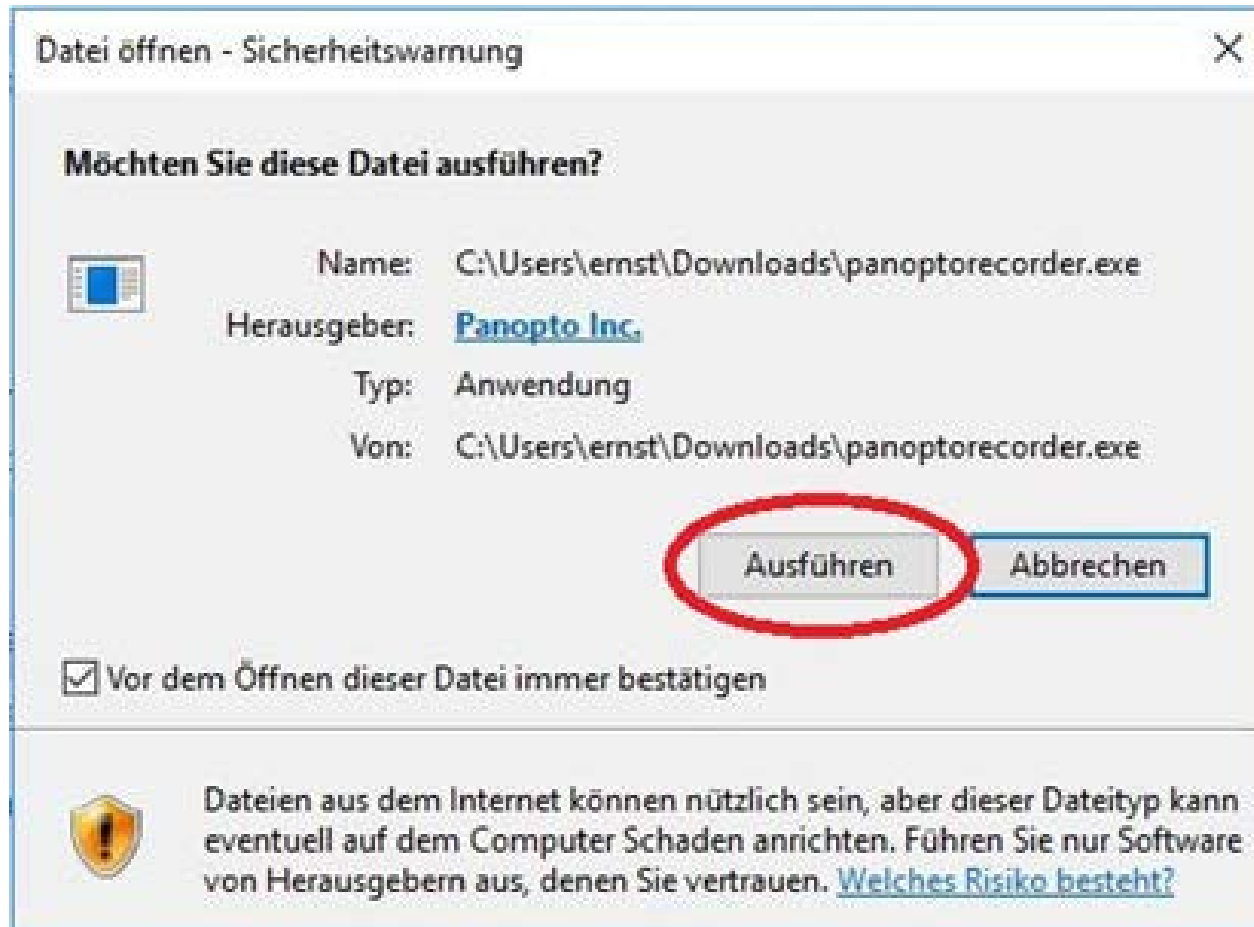 Datei öffnen - Sicherheitswarnung
Möchten Sie diese Datei ausführen?
Name: C:\Users\ernst\Downloads\panoptorecorder.exe
Herausgeber: Panopto Inc.
Typ: Anwendung
Von: C:\Users\ernst\Downloads\panoptorecorder.exe
Ausführen Abbrechen
Vor dem Öffnen dieser Datei immer bestätigen
Dateien aus dem Internet können nützlich sein, aber dieser Dateityp kann
eventuell auf dem Computer Schaden anrichten. Führen Sie nur Software
von Herausgebern aus, denen Sie vertrauen. Welches Risiko besteht?